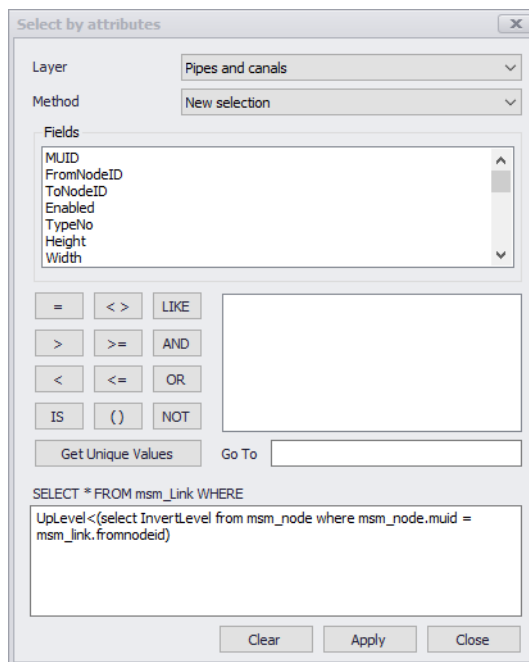 Select by attributes
Layer
Pipes and canals
Method
New selection
Fields
MUID
FromNodeID
ToNodeID
Enabled
TypeNo
Height
Width
= < > LIKE
> >= AND
< <= OR
IS () NOT
Get Unique Values Go To
SELECT * FROM msm_Link WHERE
UpLevel<(select InvertLevel from msm_node where msm_node.muid =
msm_link.fromnodeid)
Clear Apply Close